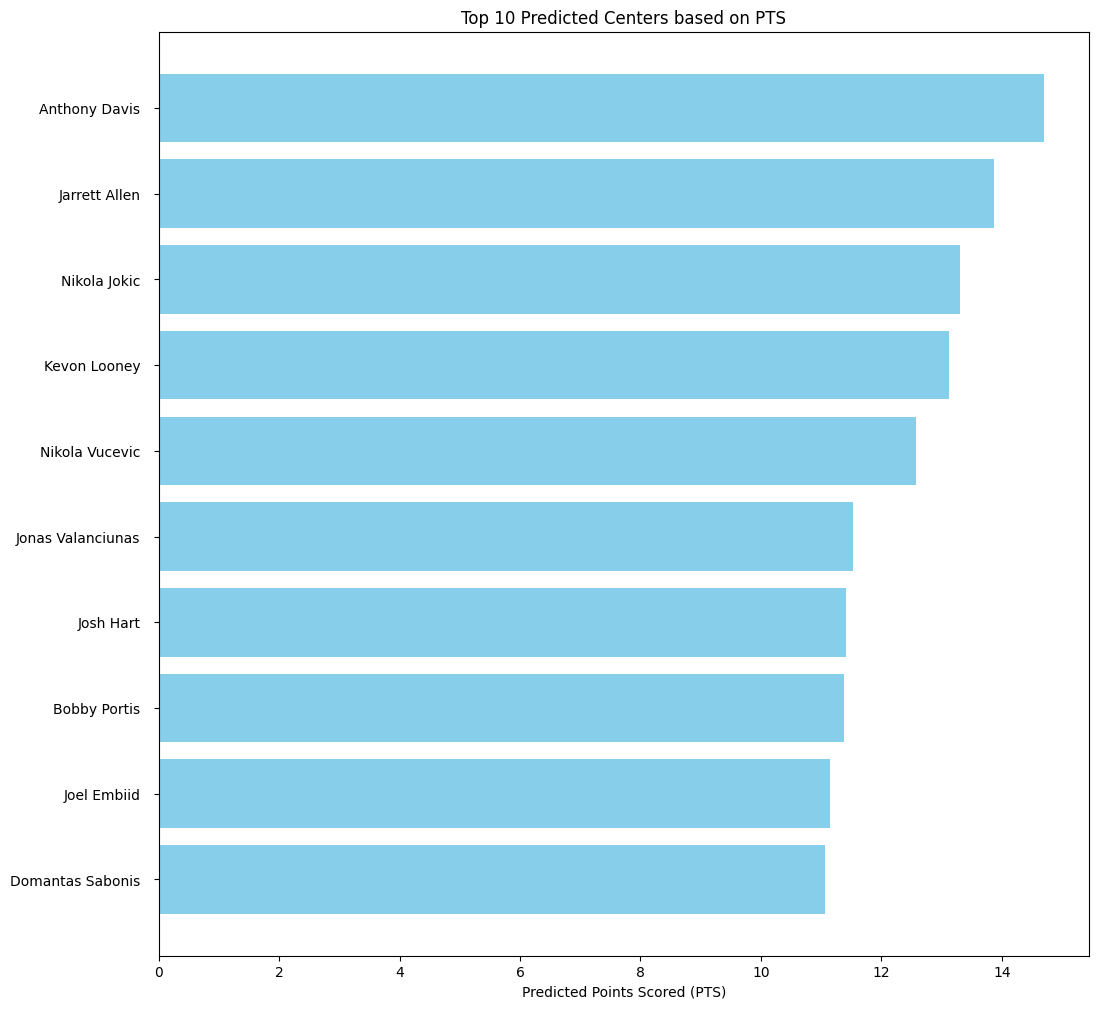 Top 10 Predicted Centers based on PTS
Anthony Davis
Jarrett Allen
Nikola Jokic
Kevon Looney
Nikola Vucevic
Jonas Valanciunas
Josh Hart
Bobby Portis
Joel Embiid
Domantas Sabonis
0 2 4 6 8 10 12 14
Predicted Points Scored (PTS)